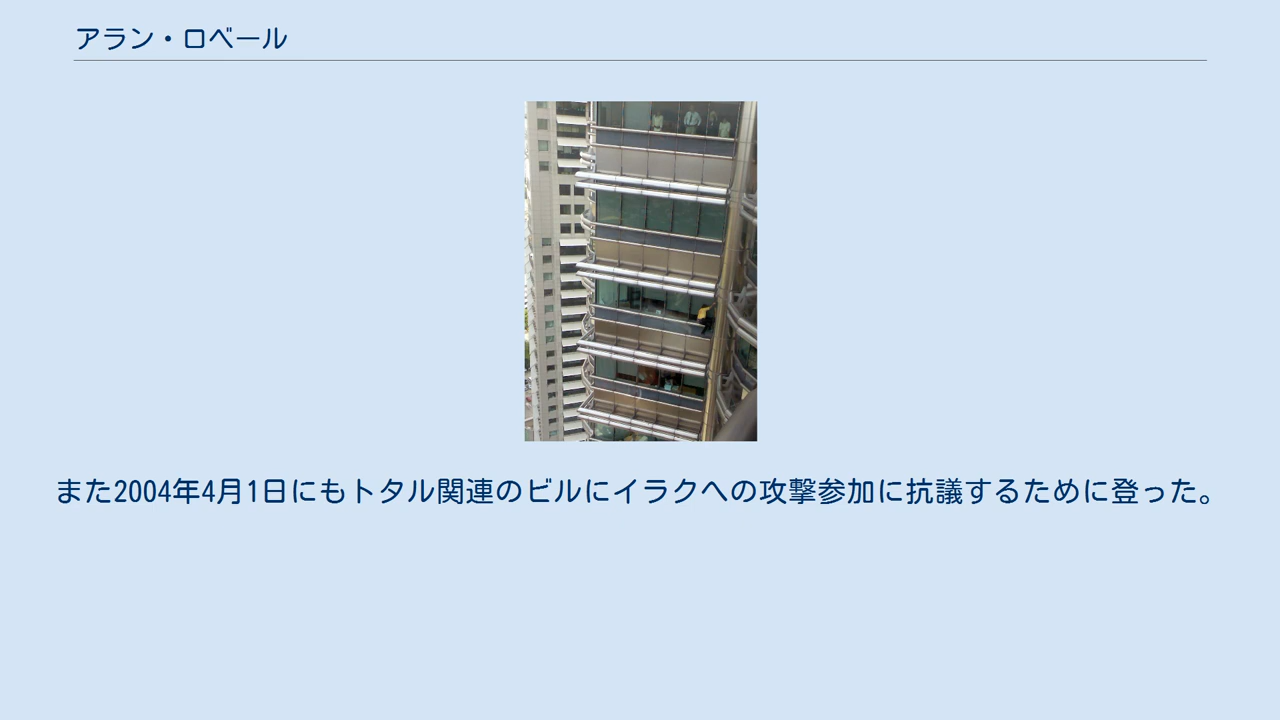 アラン・ロベール
また2004年4月1日にもトタル関連のビルにイラクへの攻撃参加に抗議するために登った。